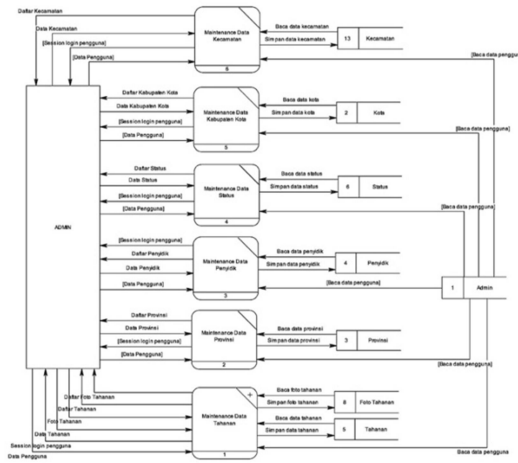 Daftar Kecamatan
Data Kecamatan
[Session login pengguna]
[Data Pengguna]
Maintenance Data
Kecamatan
6
Baca data kecamatan
Simpan data kecamatan
13 Kecamatan
[Baca data pengguna]
Daftar Kabupaten Kota
Data Kabupaten Kota
[Session login pengguna]
[Data Pengguna]
Maintenance Data
Kabupaten Kota
5
Baca data kota
Simpan data kota
2 Kota
[Baca data pengguna]
ADMIN
Daftar Status
Data Status
[Session login pengguna]
[Data Pengguna]
Maintenance Data
Status
4
Baca data status
Simpan data status
6 Status
[Baca data pengguna]
[Session login pengguna]
Daftar Penyidik
Data Penyidik
[Data Pengguna]
Maintenance Data
Penyidik
3
Baca data penyidik
Simpan data penyidik
4 Penyidik
[Baca data pengguna]
1 Admin
Daftar Provinsi
Data Provinsi
[Session login pengguna]
[Data Pengguna]
Maintenance Data
Provinsi
2
Baca data provinsi
Simpan data provinsi
3 Provinsi
[Baca data pengguna]
Daftar Foto Tahanan
Daftar Tahanan
Foto Tahanan
Data Tahanan
Session login pengguna
Data Pengguna
Maintenance Data
Tahanan
1
Baca foto tahanan
Simpan foto tahanan
Baca data tahanan
Simpan data tahanan
8 Foto Tahanan
5 Tahanan
Baca data pengguna